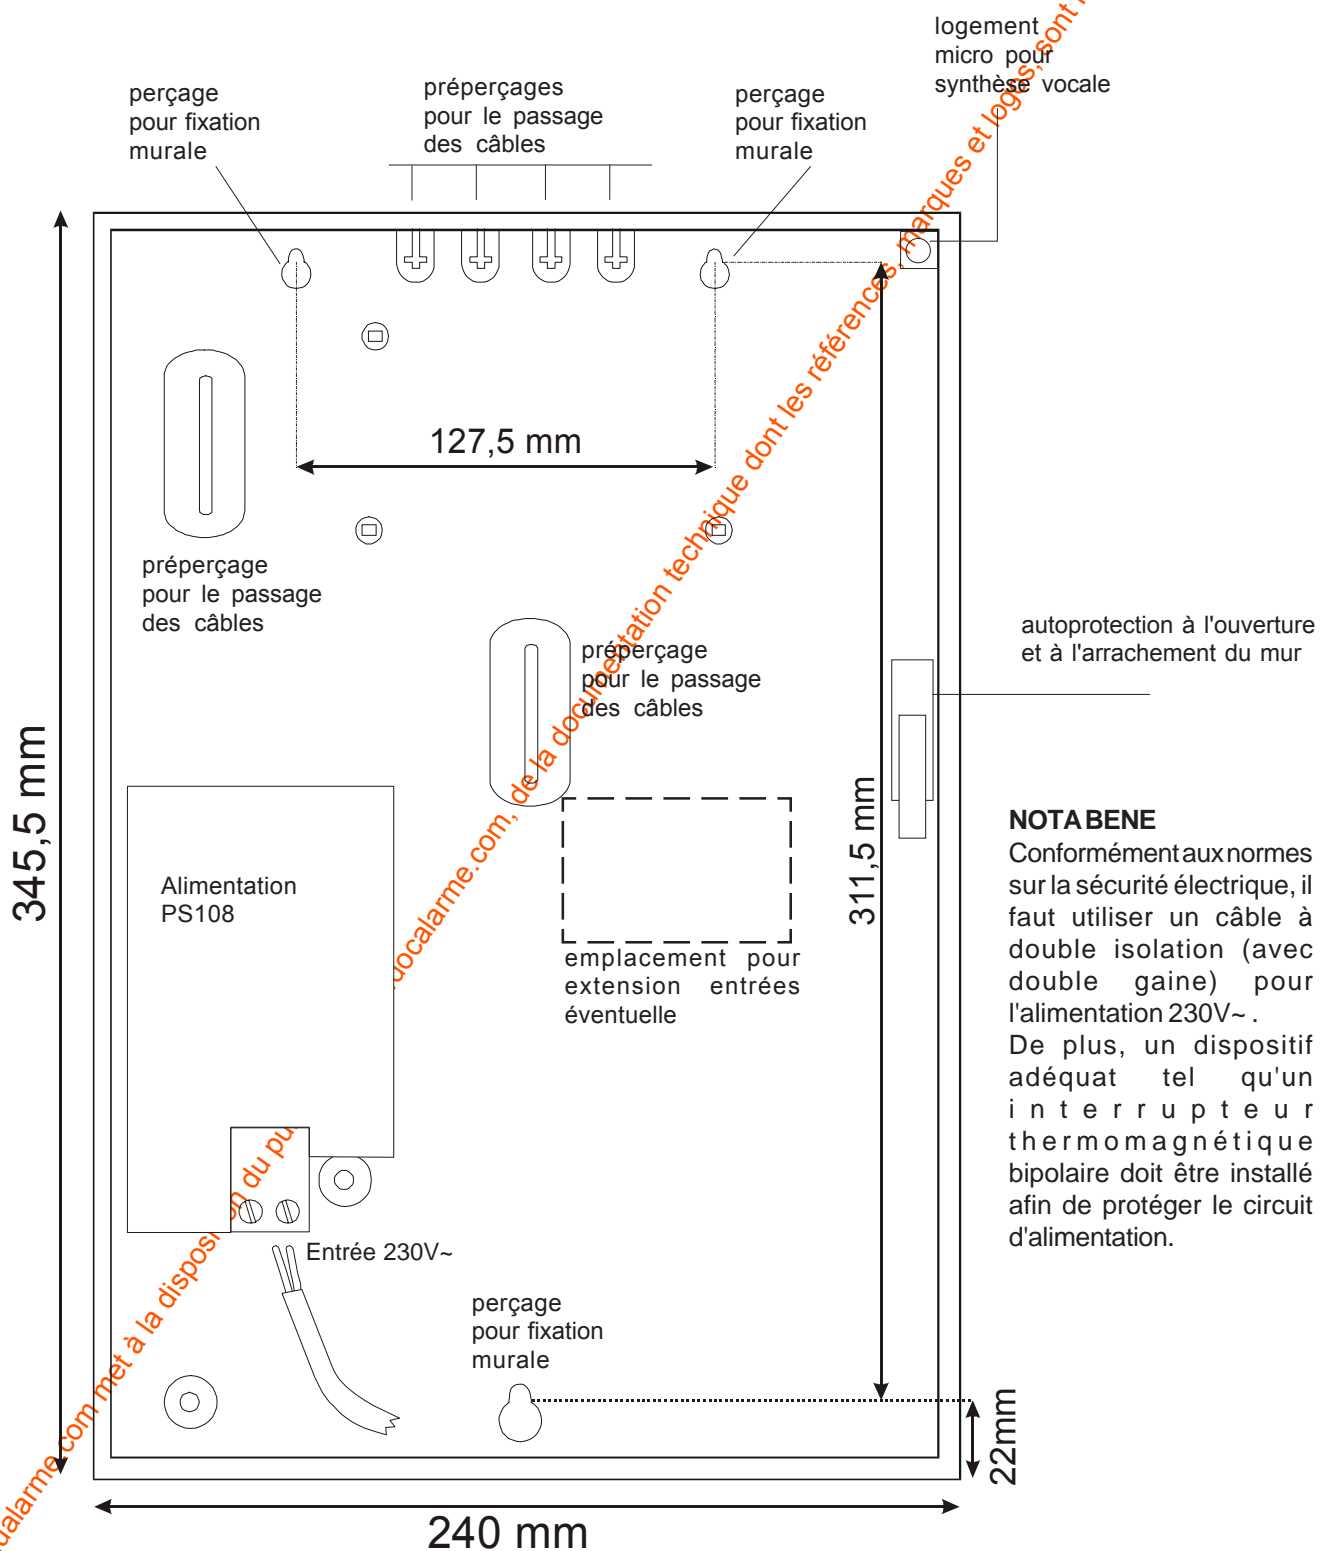 logement
micro pour
synthèse vocale
perçage
pour fixation
murale
préperçages
pour le passage
des câbles
perçage
pour fixation
murale
127,5 mm
préperçage
pour le passage
des câbles
préperçage
pour le passage
des câbles
autoprotection à l'ouverture
et à l'arrachement du mur
345,5 mm
311,5 mm
Alimentation
PS108
emplacement pour
extension entrées
éventuelle
NOTA BENE
Conformément aux normes
sur la sécurité électrique, il
faut utiliser un câble à
double isolation (avec
double gaine) pour
l'alimentation 230V~ .
De plus, un dispositif
adéquat tel qu'un
interrupteur
thermomagnétique
bipolaire doit être installé
afin de protéger le circuit
d'alimentation.
Entrée 230V~
perçage
pour fixation
murale
22mm
240 mm
met à la disposition du docalarme.com, de la documentation technique dont les références, marques et logos, sont